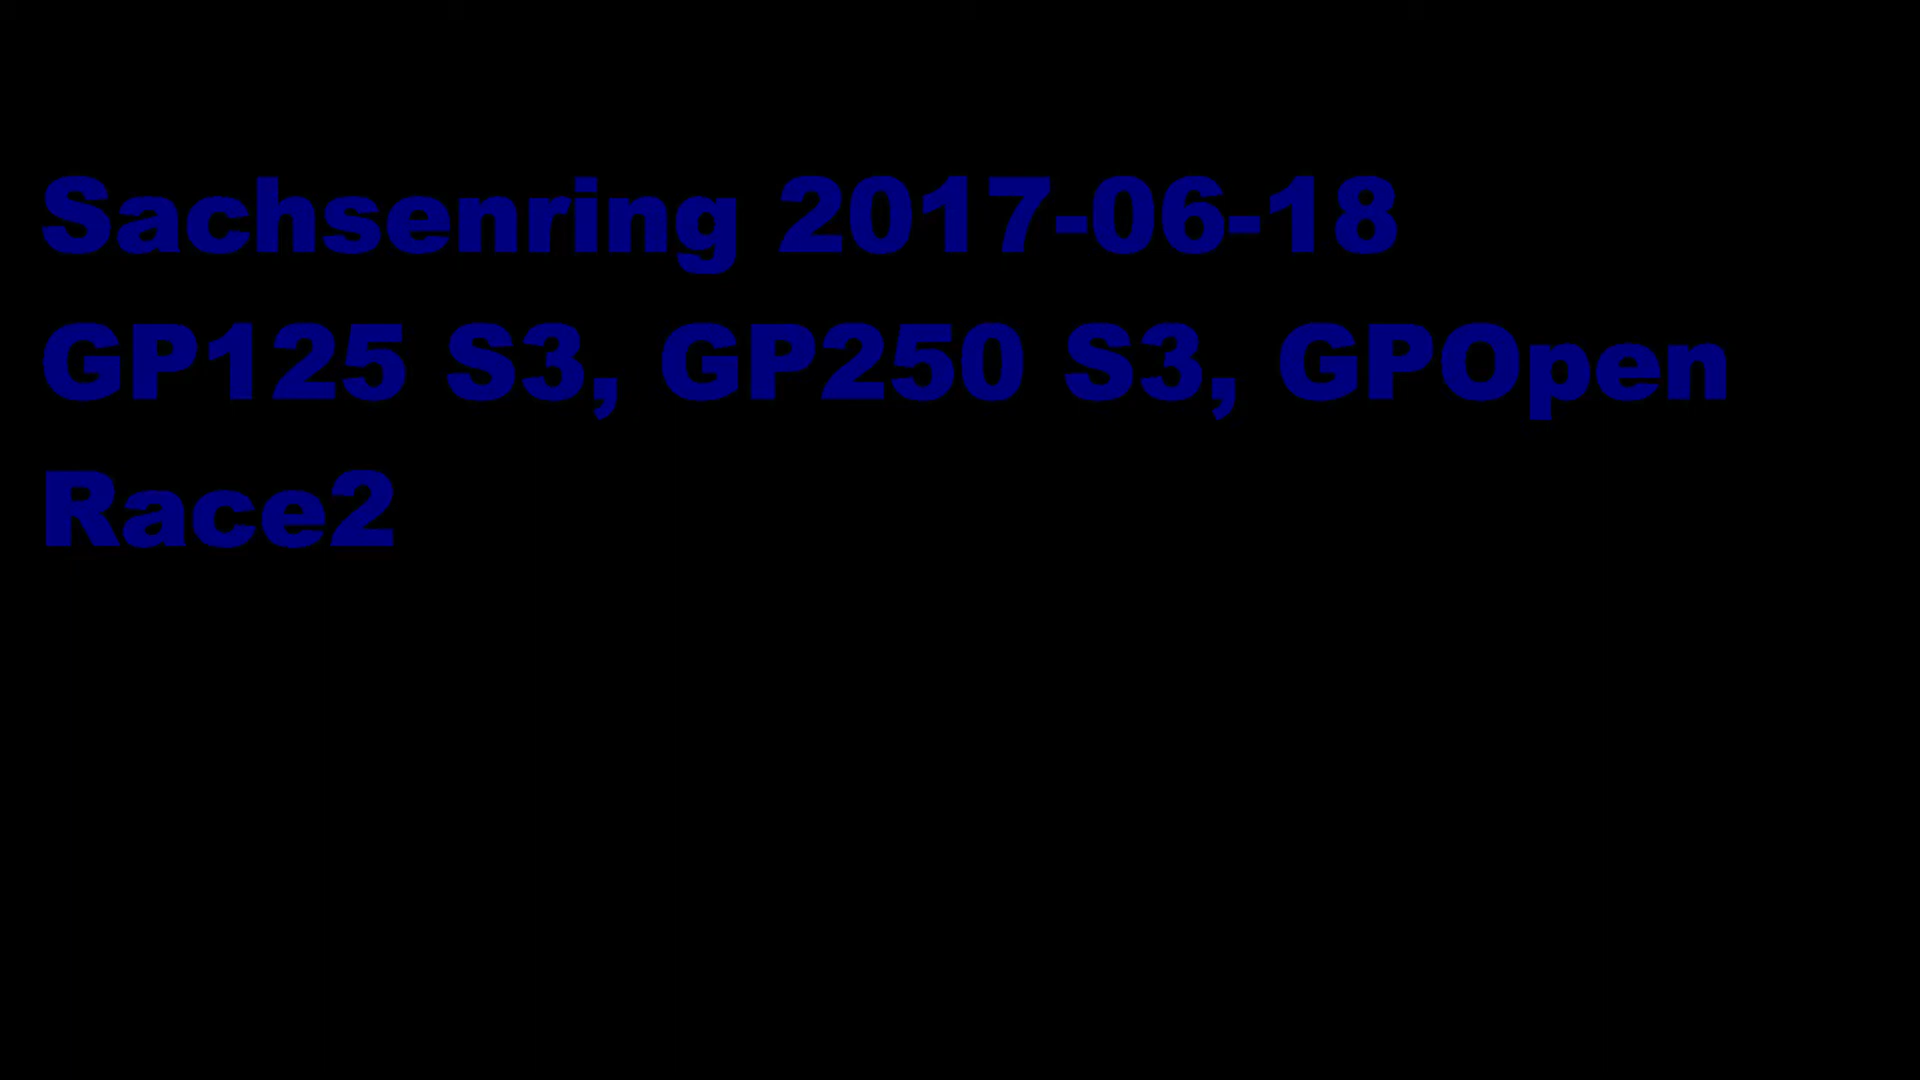 Sachsenring 2017-06-18
GP125 S3, GP250 S3, GPOpen
Race2